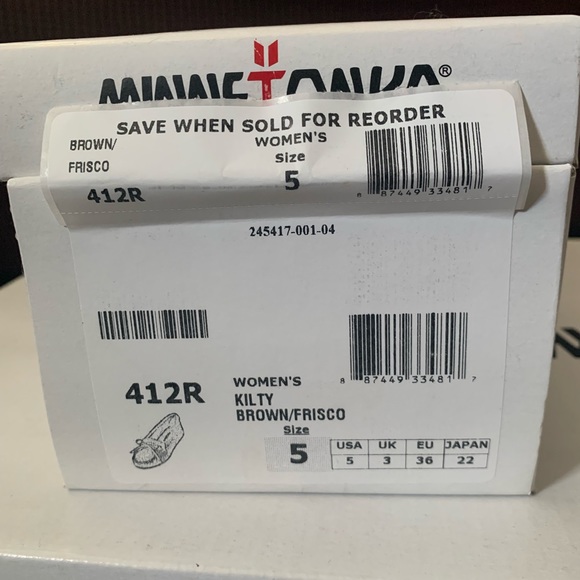 MINNETONKA®
SAVE WHEN SOLD FOR REORDER
BROWN/
FRISCO
WOMEN'S
Size
412R
5
6 87449 33481 7
245417-001-04
8 87449 33481 7
412R
WOMEN'S
KILTY
BROWN/FRISCO
Size
5
USA UK EU JAPAN
5 3 36 22